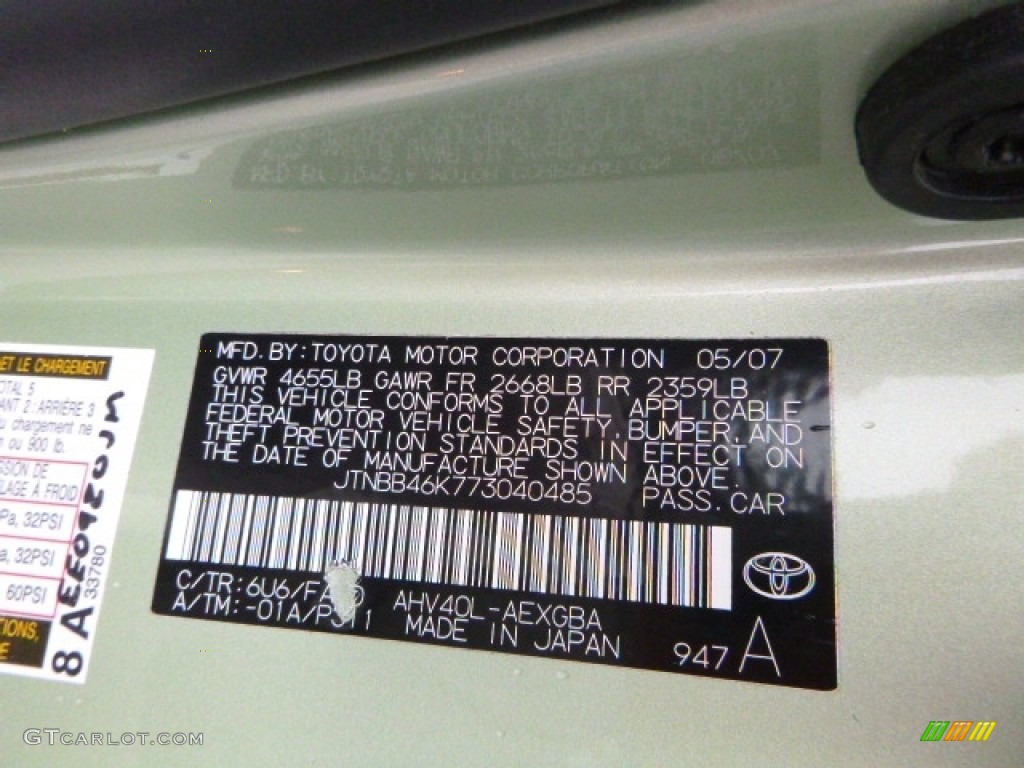 MFD. BY: TOYOTA MOTOR CORPORATION 05/07
GVWR 4655LB GAWR FR 2668LB RR 2359LB
THIS VEHICLE CONFORMS TO ALL APPLICABLE
FEDERAL MOTOR VEHICLE SAFETY, BUMPER, AND
THEFT PREVENTION STANDARDS IN EFFECT ON
THE DATE OF MANUFACTURE SHOWN ABOVE.
JTNBB46K773040485 PASS. CAR
C/TR: 6U6/
A/TM: -01A/ AHV40L-AEXGBA
MADE IN JAPAN
947 A
ET LE CHARGEMENT
OTAL 5
ANT 2: ARRIÈRE 3
u chargement ne
n ou 900 lb.
SSION DE
LAGE À FROID
Pa, 32PSI
a, 32PSI
60PSI
TIONS,
E
33780
GTCARLOT.COM